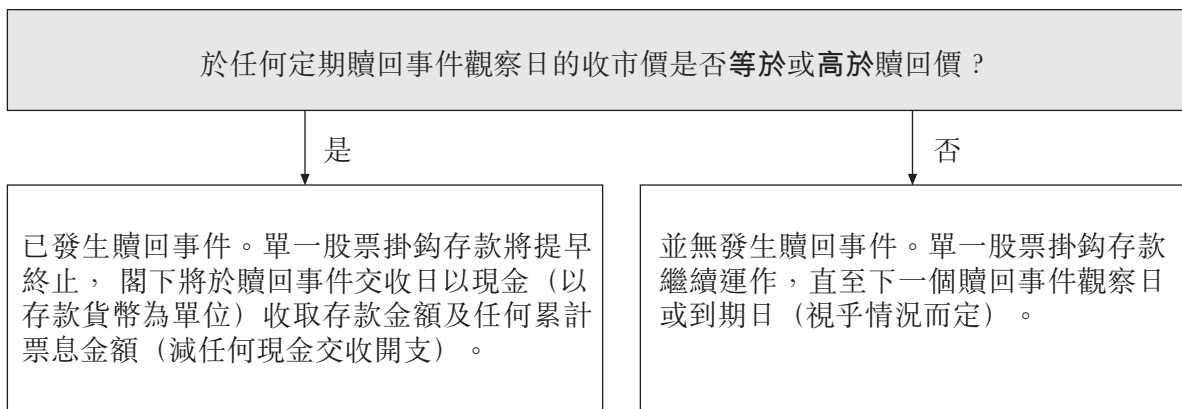 於任何定期贖回事件觀察日的收市價是否等於或高於贖回價？
是
否
已發生贖回事件。單一股票掛鈎存款將提早
終止， 閣下將於贖回事件交收日以現金（以
存款貨幣為單位）收取存款金額及任何累計
票息金額（減任何現金交收開支）。
並無發生贖回事件。單一股票掛鈎存款
繼續運作，直至下一個贖回事件觀察日
或到期日（視乎情況而定）。